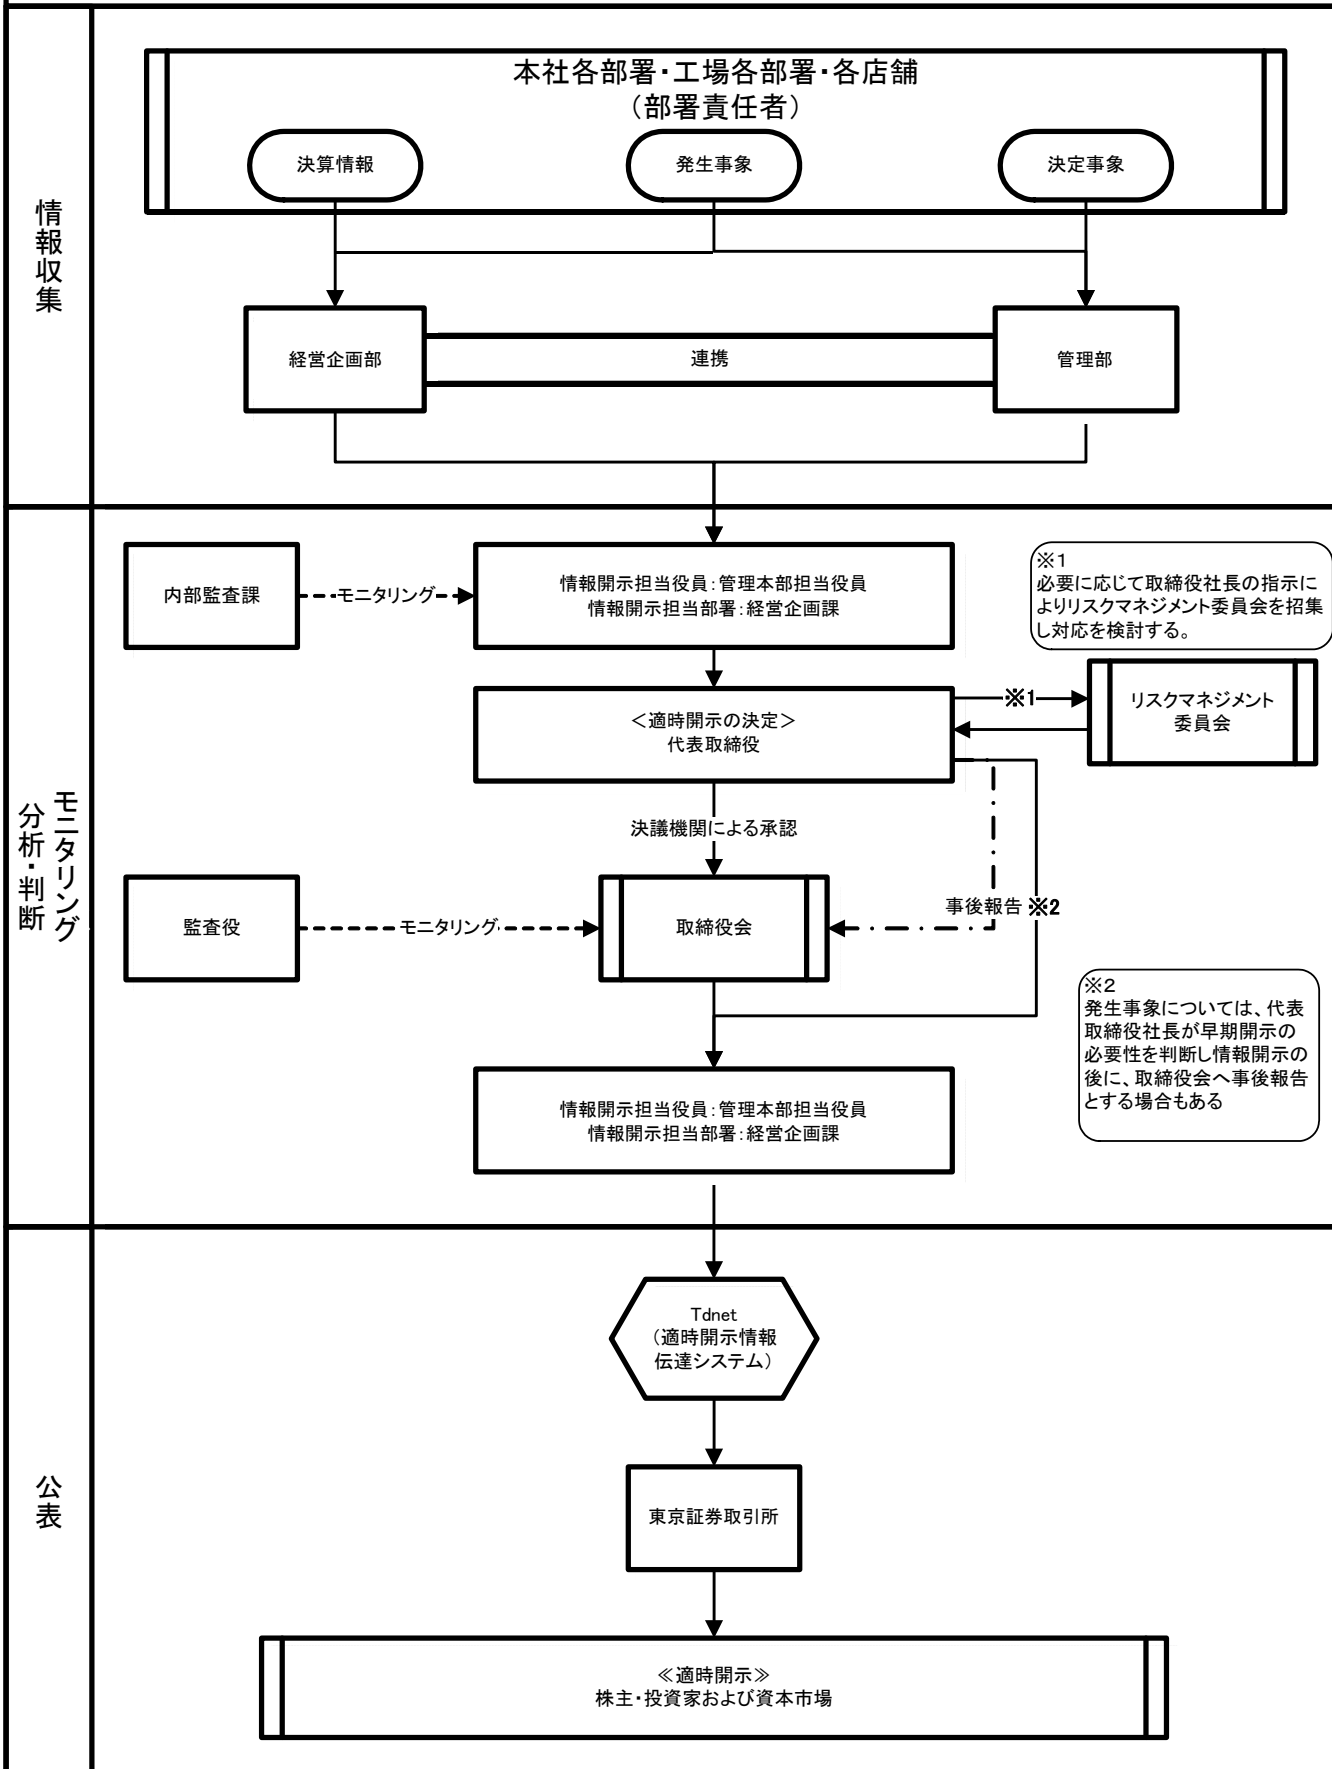 情報収集
本社各部署・工場各部署・各店舗
（部署責任者）
決算情報
発生事象
決定事象
経営企画部
連携
管理部
モニタリング
分析・判断
内部監査課
モニタリング
情報開示担当役員：管理本部担当役員
情報開示担当部署：経営企画課
※1
必要に応じて取締役社長の指示に
よりリスクマネジメント委員会を招集
し対応を検討する。
＜適時開示の決定＞
代表取締役
※1
リスクマネジメント
委員会
決議機関による承認
監査役
モニタリング
取締役会
事後報告 ※2
※2
発生事象については、代表
取締役社長が早期開示の
必要性を判断し情報開示の
後に、取締役会へ事後報告
とする場合もある
情報開示担当役員：管理本部担当役員
情報開示担当部署：経営企画課
公表
Tdnet
（適時開示情報
伝達システム）
東京証券取引所
≪適時開示≫
株主・投資家および資本市場